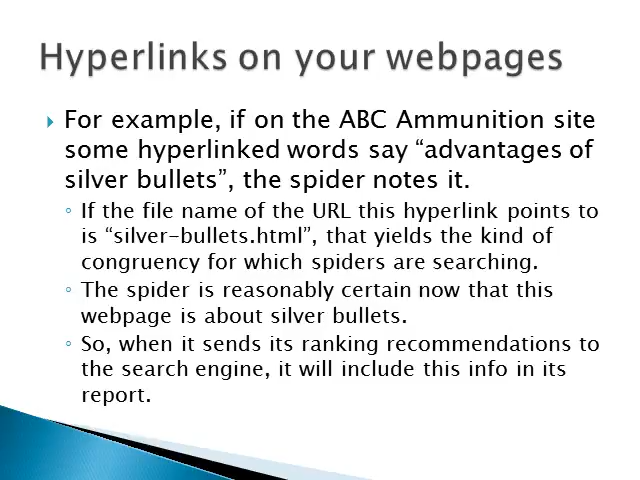 Hyperlinks on your webpages
For example, if on the ABC Ammunition site
some hyperlinked words say “advantages of
silver bullets”, the spider notes it.
If the file name of the URL this hyperlink points to
is “silver-bullets.html”, that yields the kind of
congruency for which spiders are searching.
The spider is reasonably certain now that this
webpage is about silver bullets.
So, when it sends its ranking recommendations to
the search engine, it will include this info in its
report.